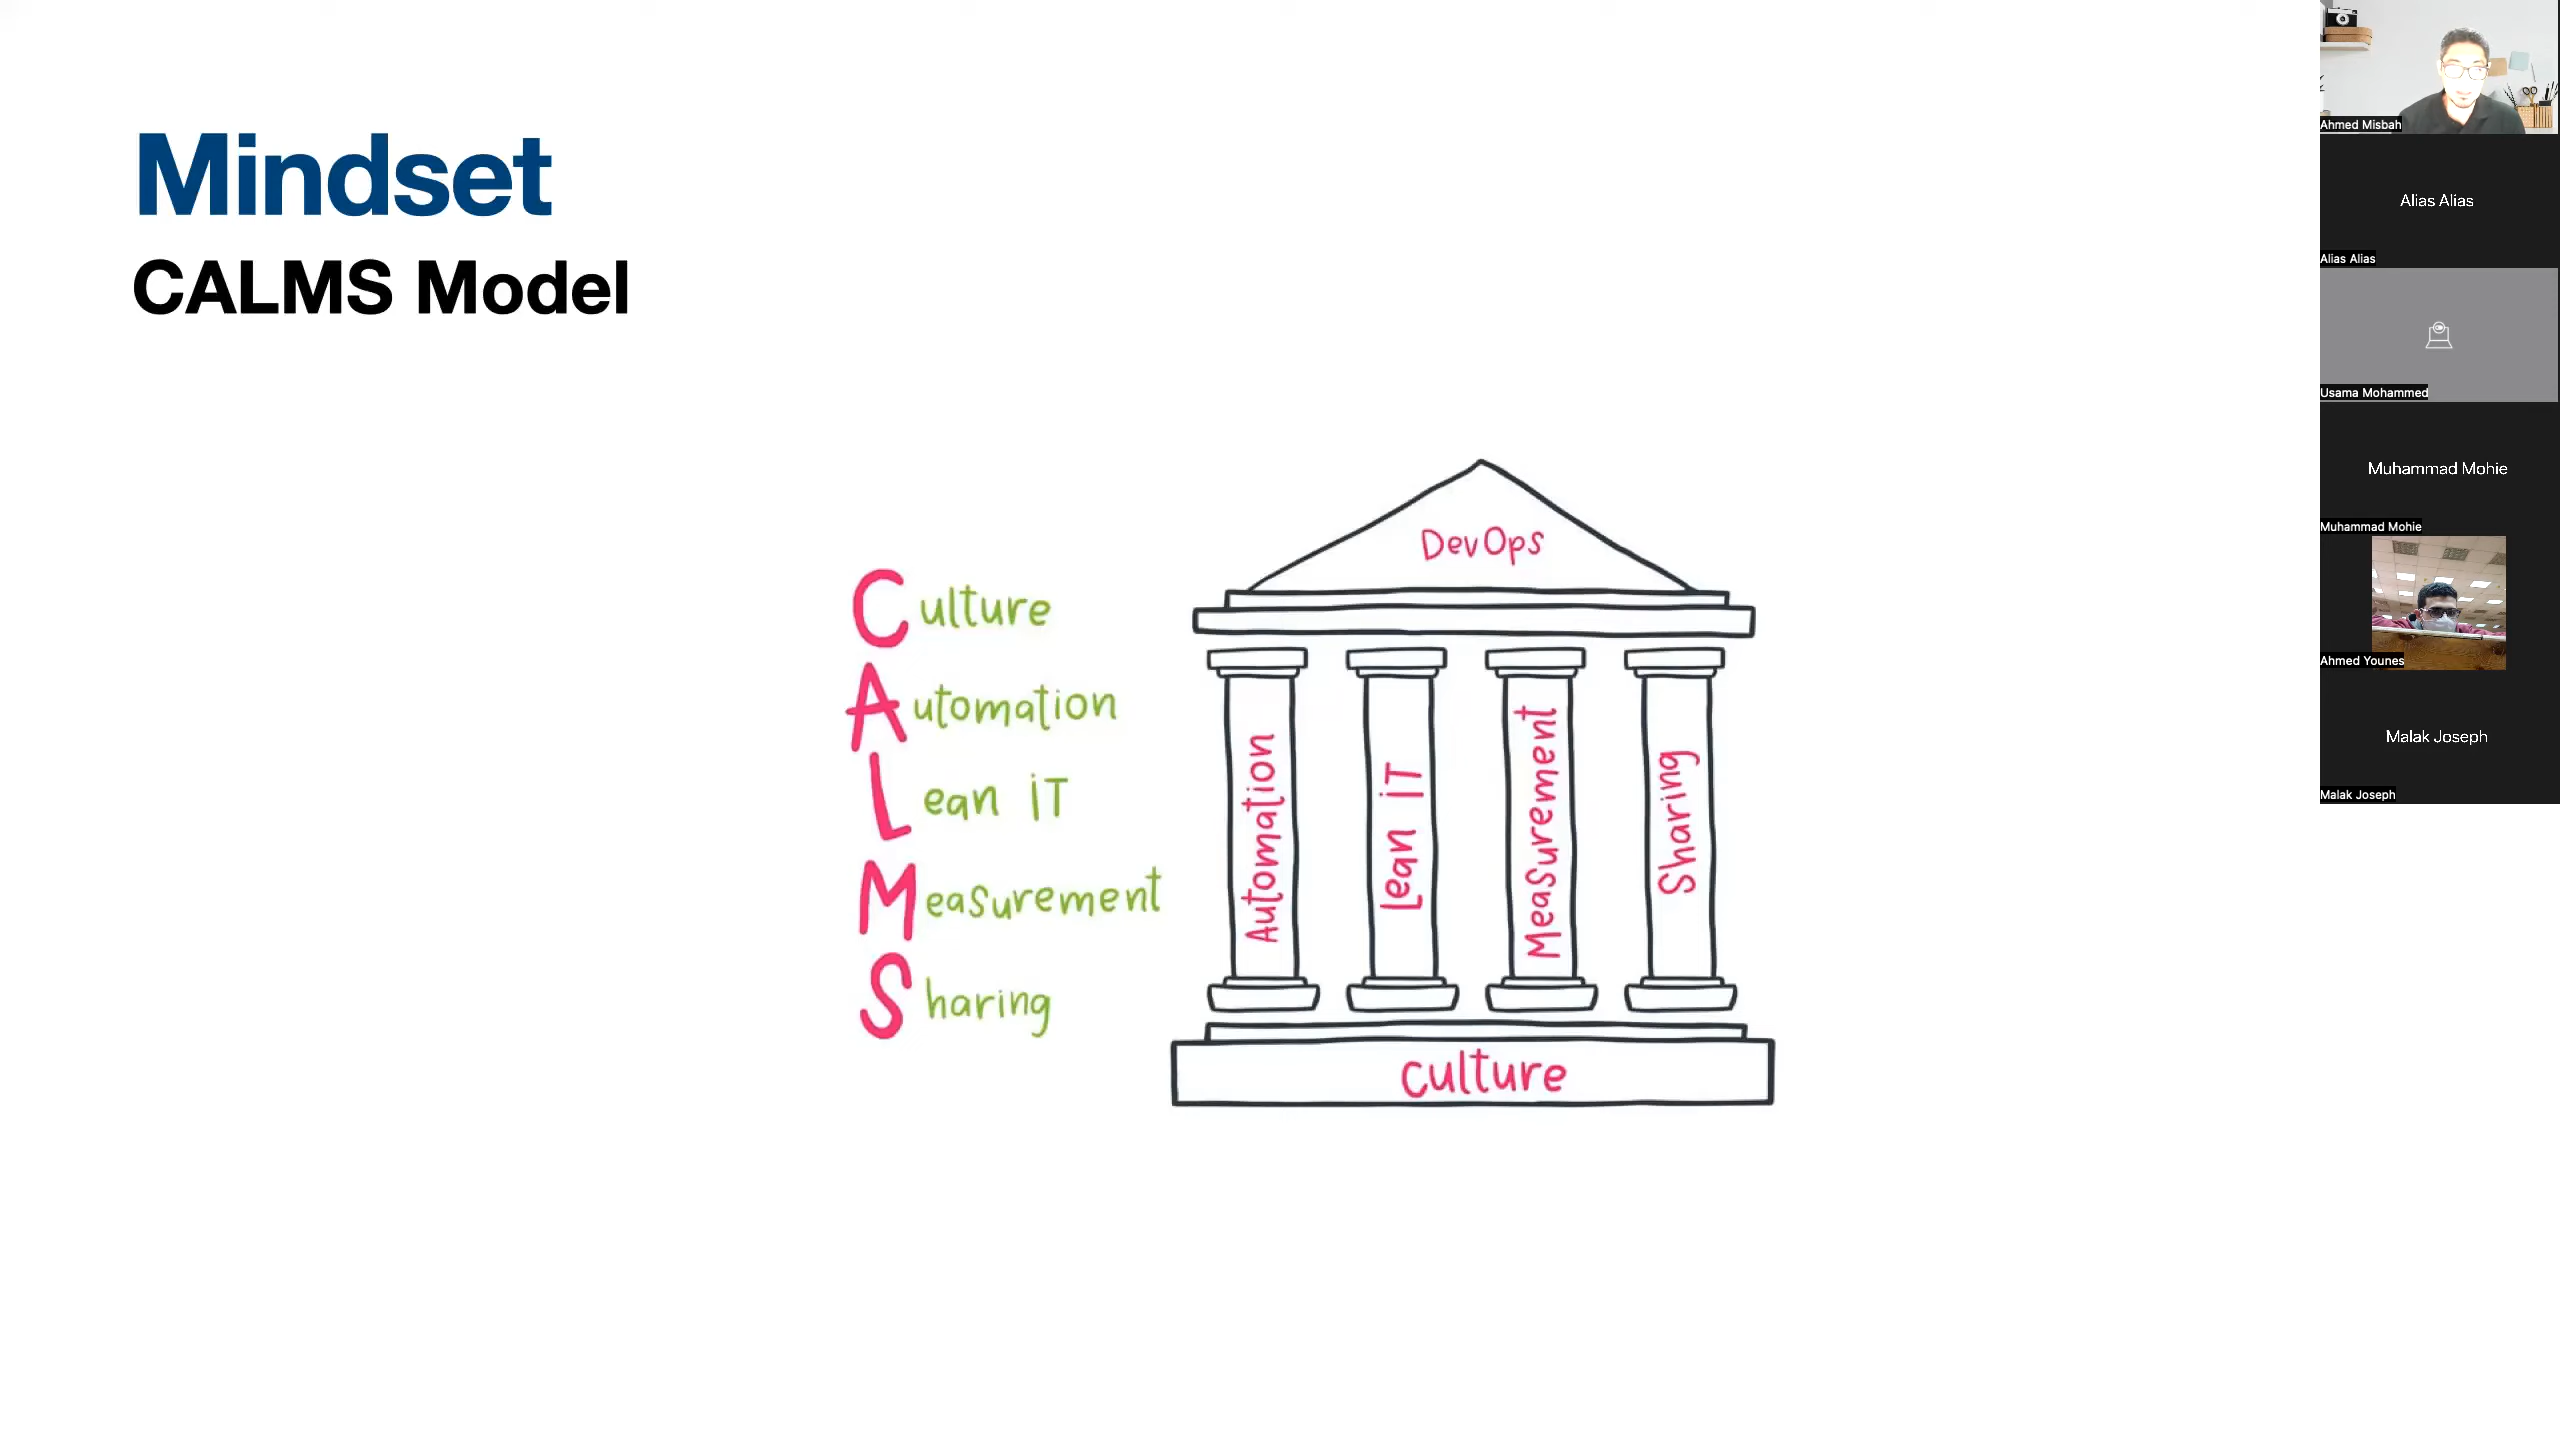 Mindset
CALMS Model
Culture
Automation
Lean iT
Measurement
Sharing
DevOps
Automation
Lean iT
Measurement
Sharing
Culture
Ahmed Misbah
Alias Alias
Alias Alias
Usama Mohammed
Muhammad Mohie
Muhammad Mohie
Ahmed Younes
Malak Joseph
Malak Joseph